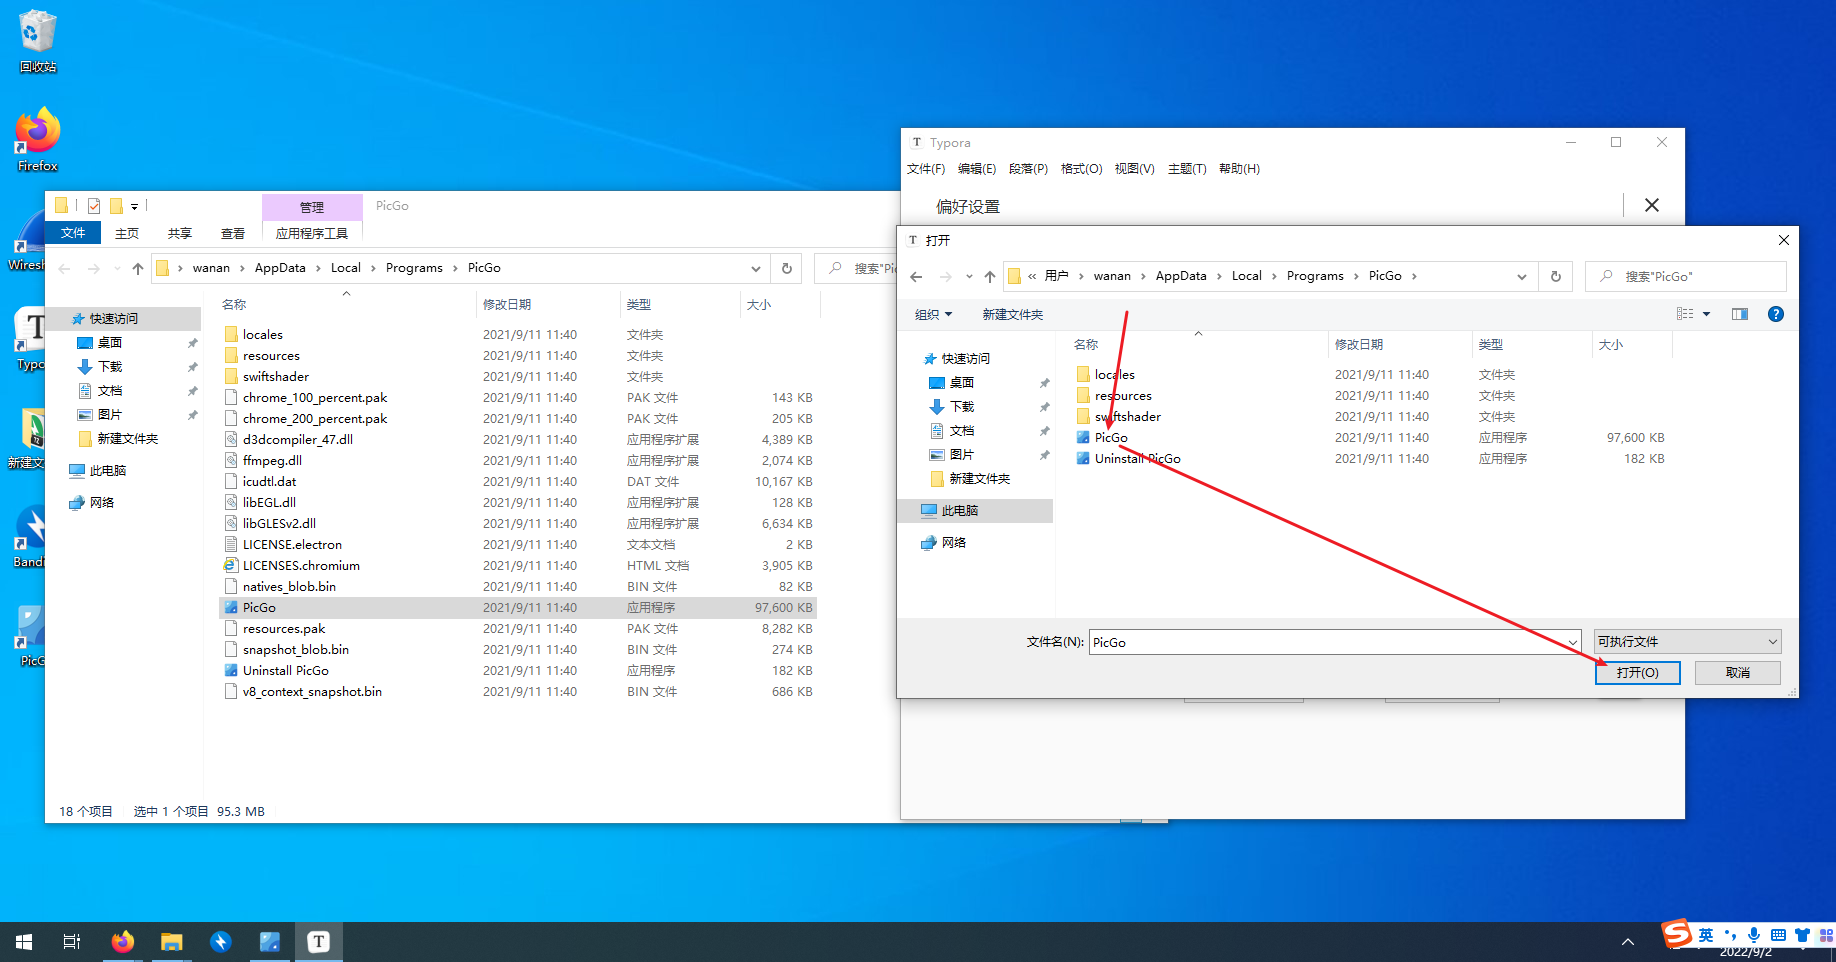 回收站
Firefox
Wiresh
Typo
新建文
Bandi
PicG
管理
PicGo
文件
主页
共享
查看
应用程序工具
wanan
AppData
Local
Programs
PicGo
搜索"Pic
名称
修改日期
类型
大小
快速访问
桌面
下载
文档
图片
新建文件夹
此电脑
网络
locales 2021/9/11 11:40 文件夹
resources 2021/9/11 11:40 文件夹
swiftshader 2021/9/11 11:40 文件夹
chrome_100_percent.pak 2021/9/11 11:40 PAK 文件 143 KB
chrome_200_percent.pak 2021/9/11 11:40 PAK 文件 205 KB
d3dcompiler_47.dll 2021/9/11 11:40 应用程序扩展 4,389 KB
ffmpeg.dll 2021/9/11 11:40 应用程序扩展 2,074 KB
icudtl.dat 2021/9/11 11:40 DAT 文件 10,167 KB
libEGL.dll 2021/9/11 11:40 应用程序扩展 128 KB
libGLESv2.dll 2021/9/11 11:40 应用程序扩展 6,634 KB
LICENSE.electron 2021/9/11 11:40 文本文档 2 KB
LICENSES.chromium 2021/9/11 11:40 HTML 文档 3,905 KB
natives_blob.bin 2021/9/11 11:40 BIN 文件 82 KB
PicGo 2021/9/11 11:40 应用程序 97,600 KB
resources.pak 2021/9/11 11:40 PAK 文件 8,282 KB
snapshot_blob.bin 2021/9/11 11:40 BIN 文件 274 KB
Uninstall PicGo 2021/9/11 11:40 应用程序 182 KB
v8_context_snapshot.bin 2021/9/11 11:40 BIN 文件 686 KB
18 个项目 选中 1 个项目 95.3 MB
T Typora
文件(F) 编辑(E) 段落(P) 格式(O) 视图(V) 主题(T) 帮助(H)
偏好设置
T 打开
« 用户
wanan
AppData
Local
Programs
PicGo
搜索"PicGo"
组织
新建文件夹
名称
修改日期
类型
大小
快速访问
桌面
下载
文档
图片
新建文件夹
此电脑
网络
locales 2021/9/11 11:40 文件夹
resources 2021/9/11 11:40 文件夹
swiftshader 2021/9/11 11:40 文件夹
PicGo 2021/9/11 11:40 应用程序 97,600 KB
Uninstall PicGo 2021/9/11 11:40 应用程序 182 KB
文件名(N): PicGo
可执行文件
打开(O)
取消
T
S 英
2022/9/2